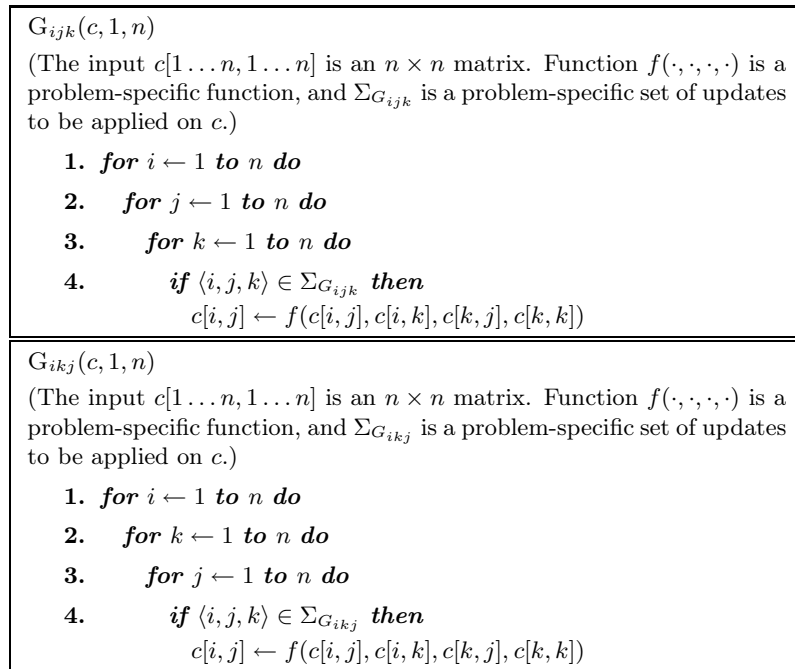 G_{ijk}(c, 1, n)
(The input c[1 . . . n, 1 . . . n] is an n × n matrix. Function f(·, ·, ·, ·) is a
problem-specific function, and Σ_{G_{ijk}} is a problem-specific set of updates
to be applied on c.)
1. for i ← 1 to n do
2. for j ← 1 to n do
3. for k ← 1 to n do
4. if ⟨i, j, k⟩ ∈ Σ_{G_{ijk}} then
c[i, j] ← f(c[i, j], c[i, k], c[k, j], c[k, k])
G_{ikj}(c, 1, n)
(The input c[1 . . . n, 1 . . . n] is an n × n matrix. Function f(·, ·, ·, ·) is a
problem-specific function, and Σ_{G_{ikj}} is a problem-specific set of updates
to be applied on c.)
1. for i ← 1 to n do
2. for k ← 1 to n do
3. for j ← 1 to n do
4. if ⟨i, j, k⟩ ∈ Σ_{G_{ikj}} then
c[i, j] ← f(c[i, j], c[i, k], c[k, j], c[k, k])